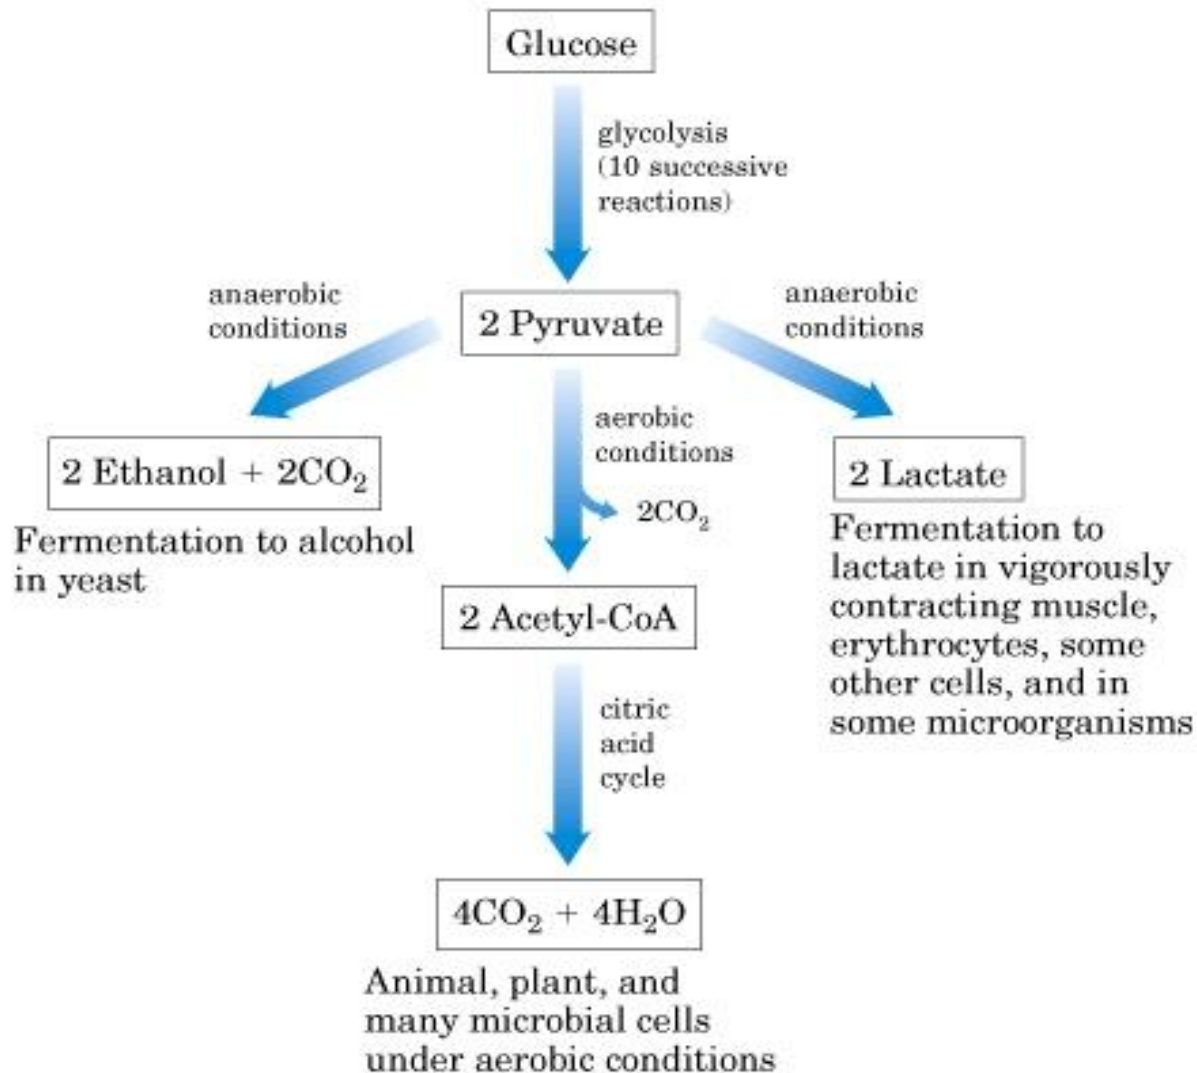 Glucose
glycolysis
(10 successive
reactions)
anaerobic
conditions
2 Pyruvate
anaerobic
conditions
2 Ethanol + 2CO₂
Fermentation to alcohol
in yeast
aerobic
conditions
2CO₂
2 Lactate
Fermentation to
lactate in vigorously
contracting muscle,
erythrocytes, some
other cells, and in
some microorganisms
2 Acetyl-CoA
citric
acid
cycle
4CO₂ + 4H₂O
Animal, plant, and
many microbial cells
under aerobic conditions